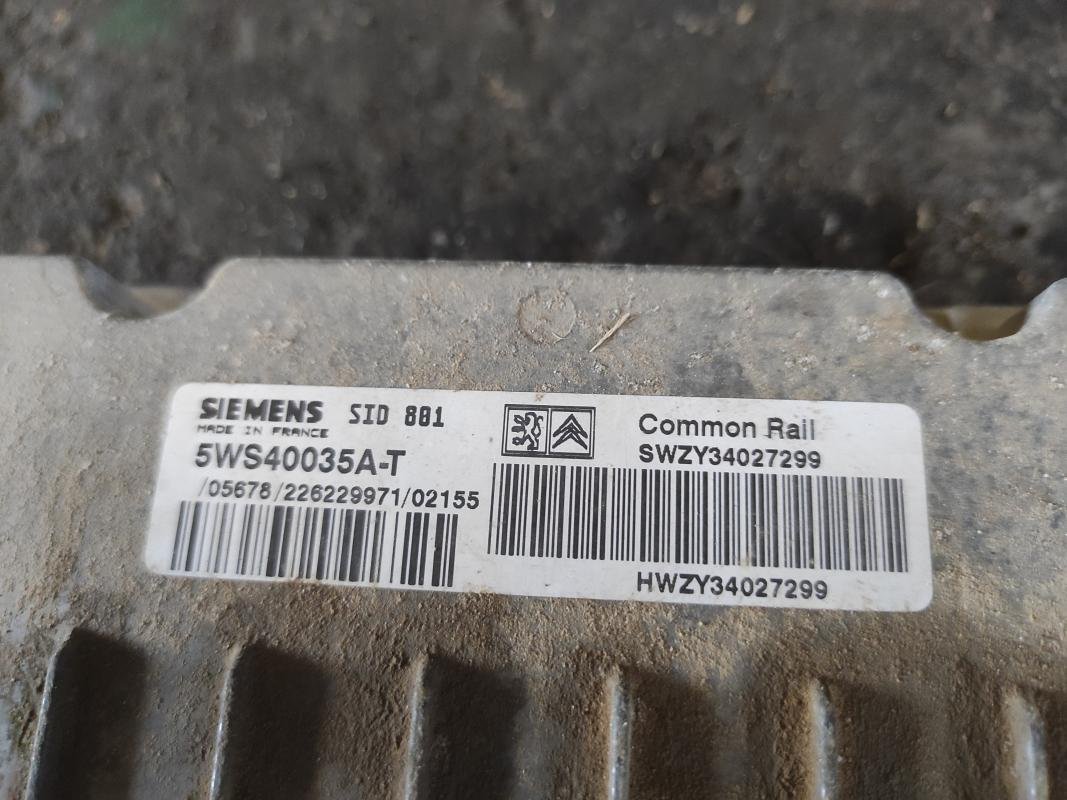 SIEMENS SID 801
MADE IN FRANCE
5WS40035A-T
/05678/226229971/02155
Common Rail
SWZY34027299
HWZY34027299